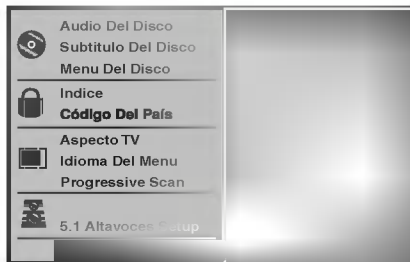 Audio Del Disco
Subtitulo Del Disco
Menu Del Disco
Indice
Código Del País
Aspecto TV
Idioma Del Menu
Progressive Scan
5.1 Altavoces Setup